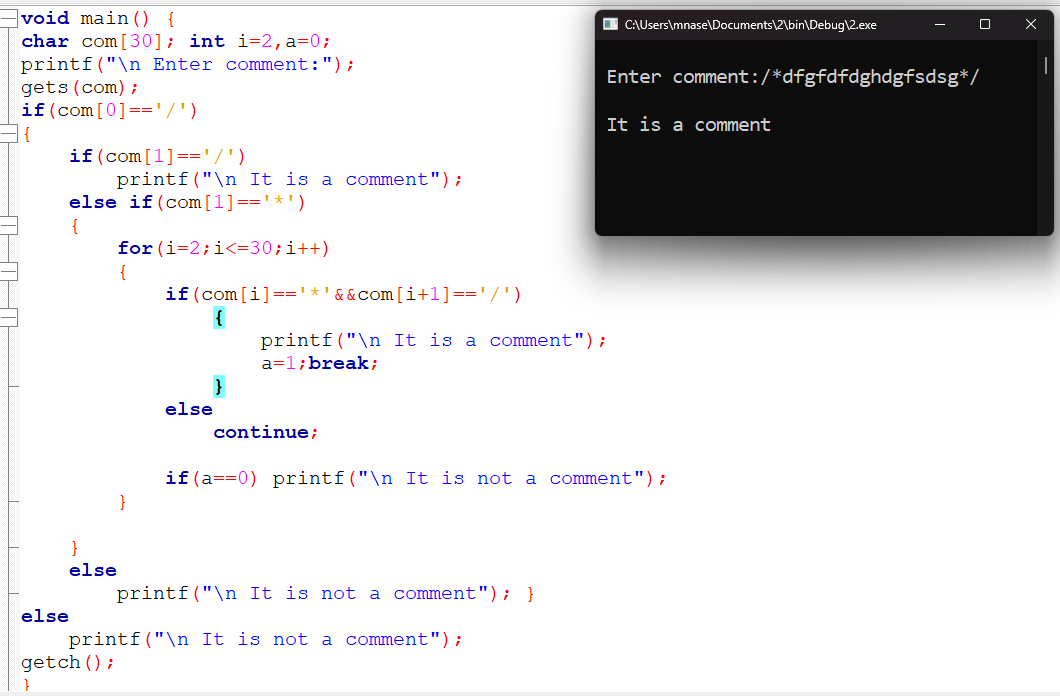 void main() {
char com[30]; int i=2,a=0;
printf("\n Enter comment:");
gets(com);
if(com[0]=='/')
{
if(com[1]=='/')
printf("\n It is a comment");
else if(com[1]=='*')
{
for(i=2;i<=30;i++)
{
if(com[i]=='*'&&com[i+1]=='/')
{
printf("\n It is a comment");
a=1;break;
}
else
continue;
if(a==0) printf("\n It is not a comment");
}
}
else
printf("\n It is not a comment"); }
else
printf("\n It is not a comment");
getch();
}
C:\Users\mnase\Documents\2\bin\Debug\2.exe
Enter comment:/*dfgfdfdghdgfsdsg*/
It is a comment